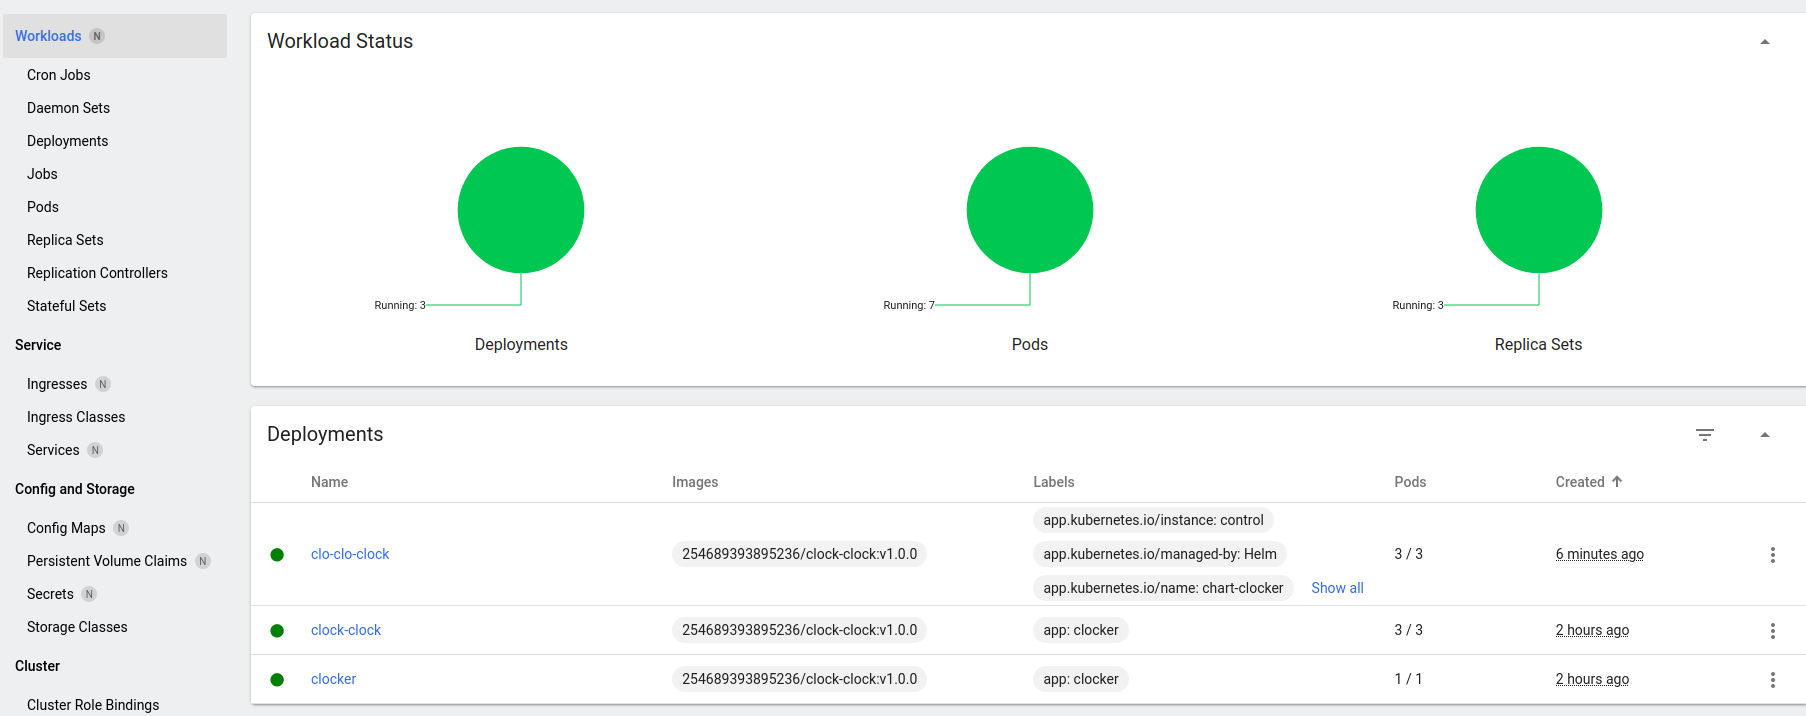 Workloads N
Cron Jobs
Daemon Sets
Deployments
Jobs
Pods
Replica Sets
Replication Controllers
Stateful Sets
Service
Ingresses N
Ingress Classes
Services N
Config and Storage
Config Maps N
Persistent Volume Claims N
Secrets N
Storage Classes
Cluster
Cluster Role Bindings
Workload Status
Running: 3
Deployments
Running: 7
Pods
Running: 3
Replica Sets
Deployments
Name Images Labels Pods Created
app.kubernetes.io/instance: control
clo-clo-clock 254689393895236/clock-clock:v1.0.0 app.kubernetes.io/managed-by: Helm 3 / 3 6 minutes ago
app.kubernetes.io/name: chart-clocker Show all
clock-clock 254689393895236/clock-clock:v1.0.0 app: clocker 3 / 3 2 hours ago
clocker 254689393895236/clock-clock:v1.0.0 app: clocker 1 / 1 2 hours ago